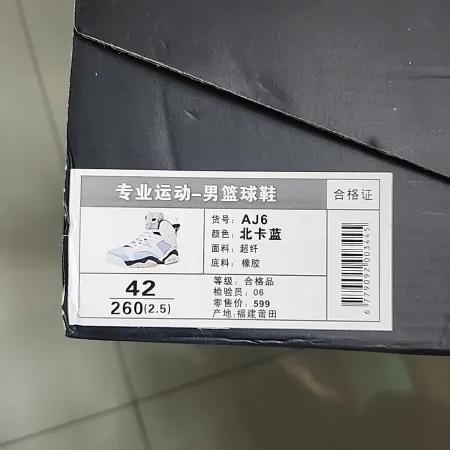 专业运动-男篮球鞋
合格证
货号: AJ6
颜色: 北卡蓝
面料: 超纤
底料: 橡胶
42
260(2.5)
等级: 合格品
检验员: 06
零售价: 599
产地: 福建莆田
6779092003445